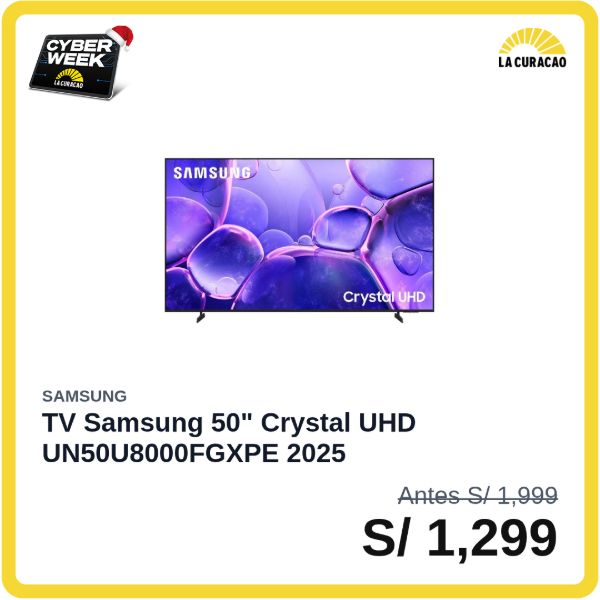 CYBER
WEEK
LA CURACAO
LA CURACAO
SAMSUNG
Crystal UHD
SAMSUNG
TV Samsung 50" Crystal UHD
UN50U8000FGXPE 2025
Antes S/ 1,999
S/ 1,299